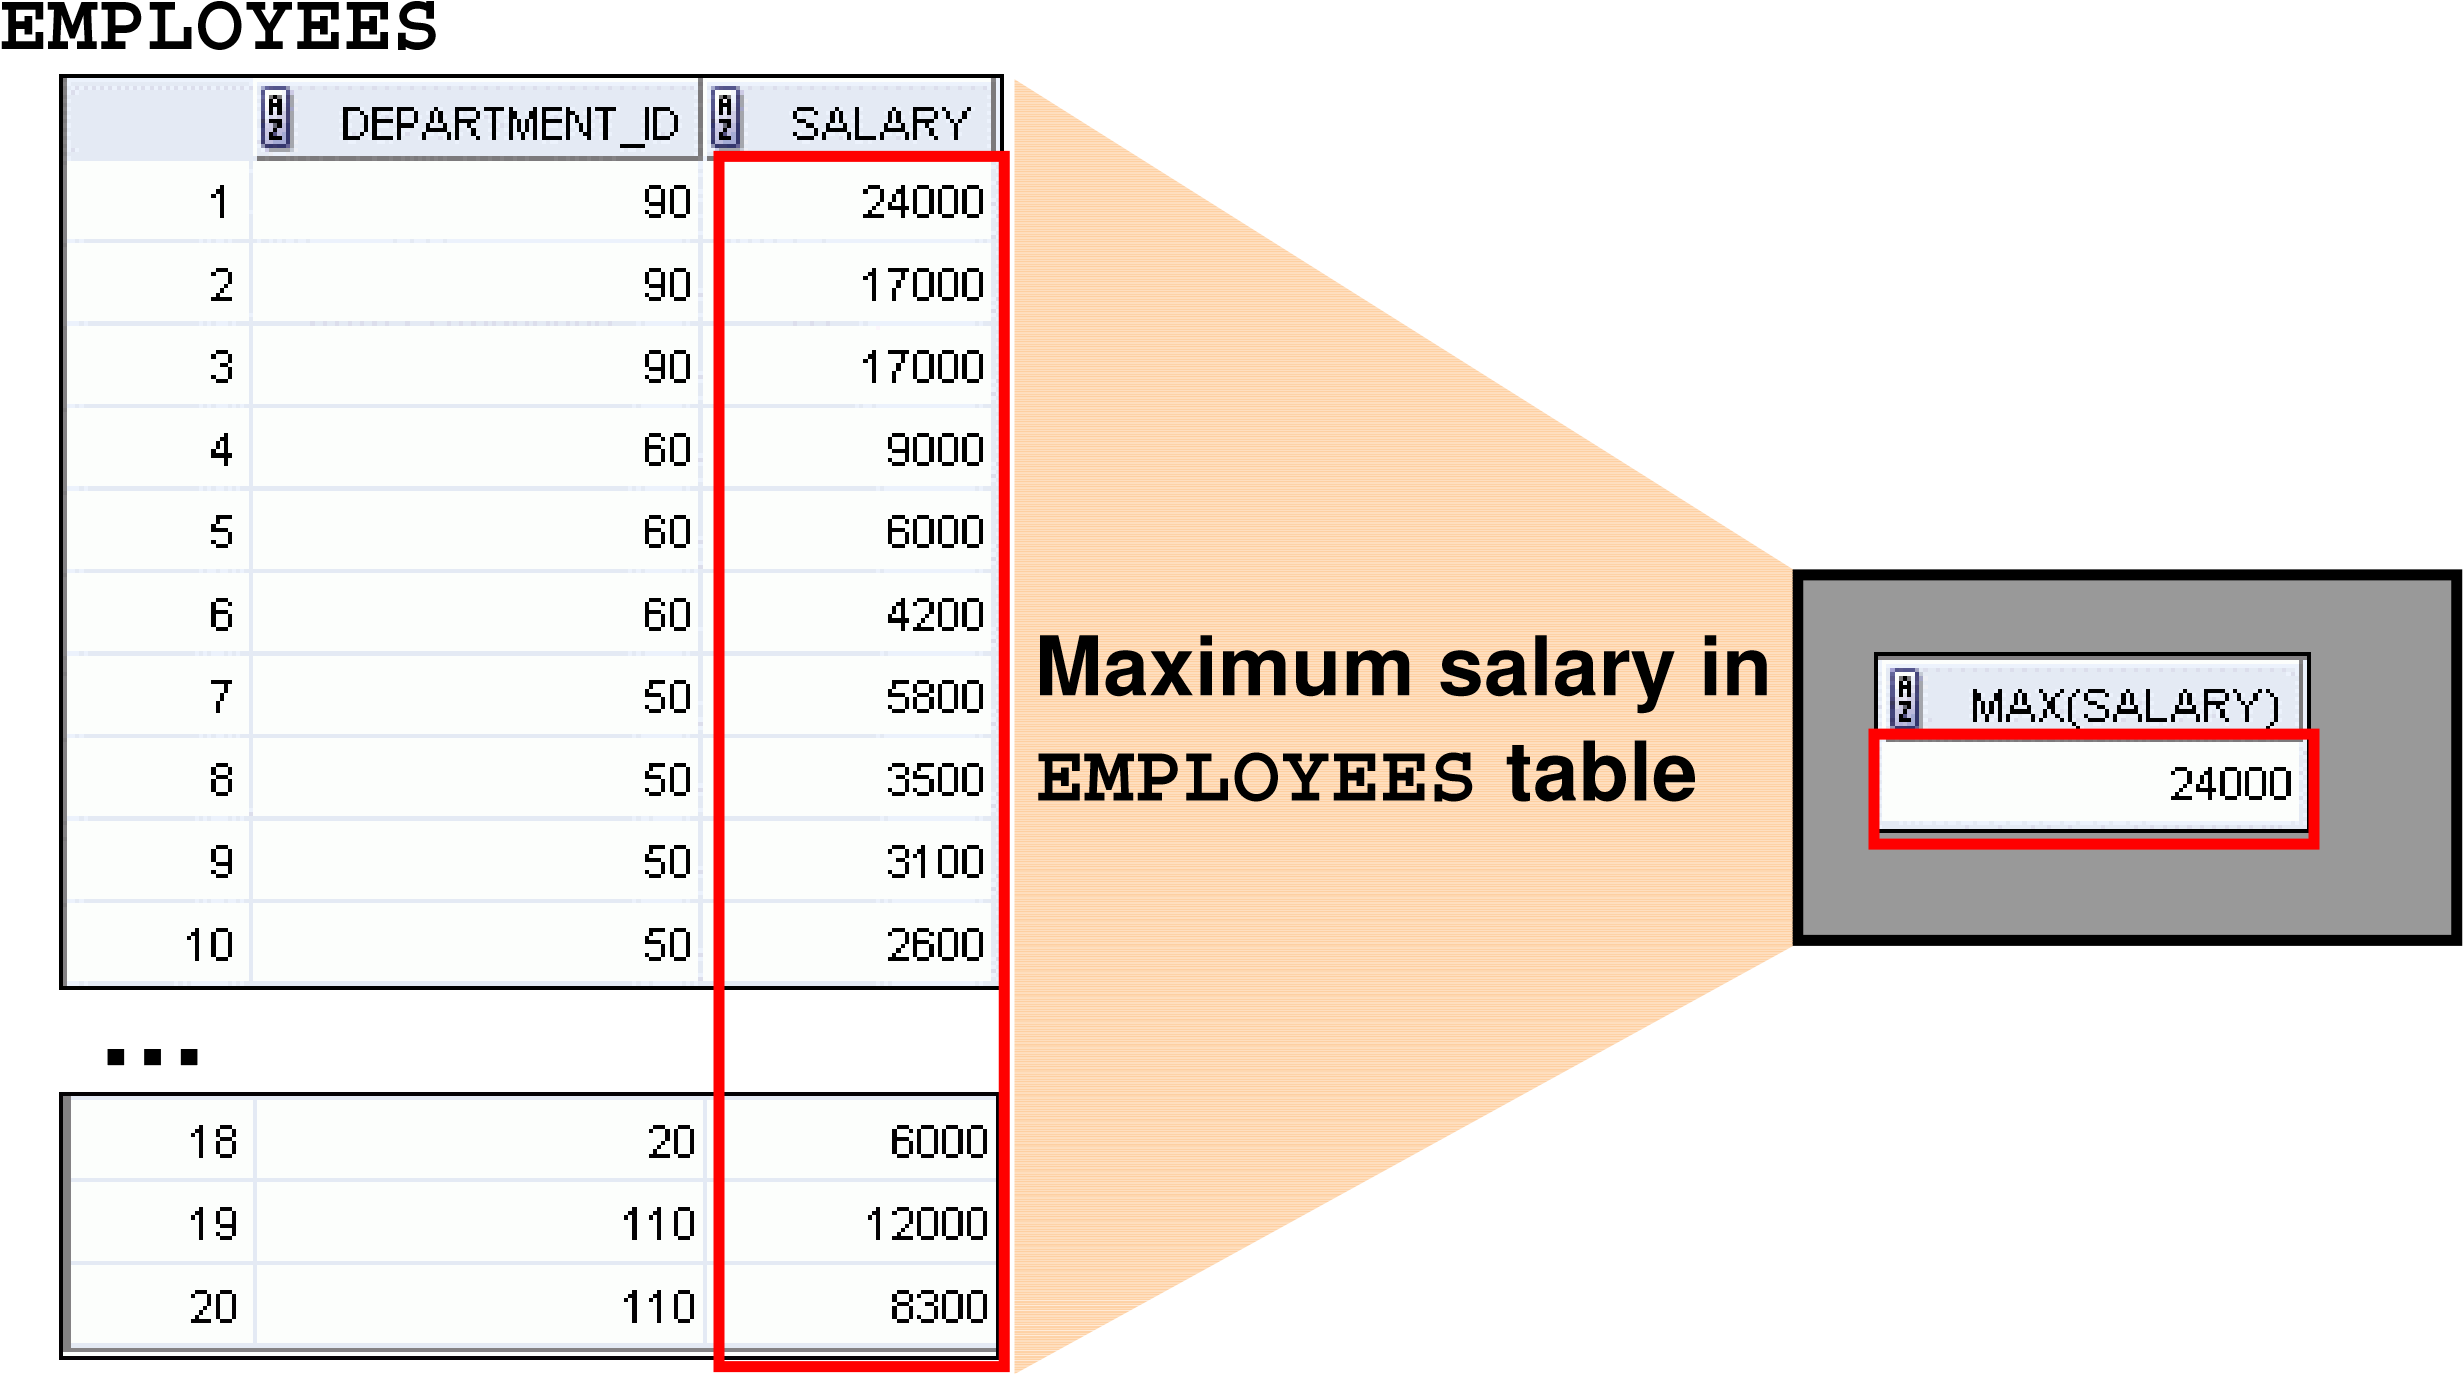 EMPLOYEES
DEPARTMENT_ID SALARY
1 90 24000
2 90 17000
3 90 17000
4 60 9000
5 60 6000
6 60 4200
7 50 5800
8 50 3500
9 50 3100
10 50 2600
...
18 20 6000
19 110 12000
20 110 8300
Maximum salary in
EMPLOYEES table
MAX(SALARY)
24000